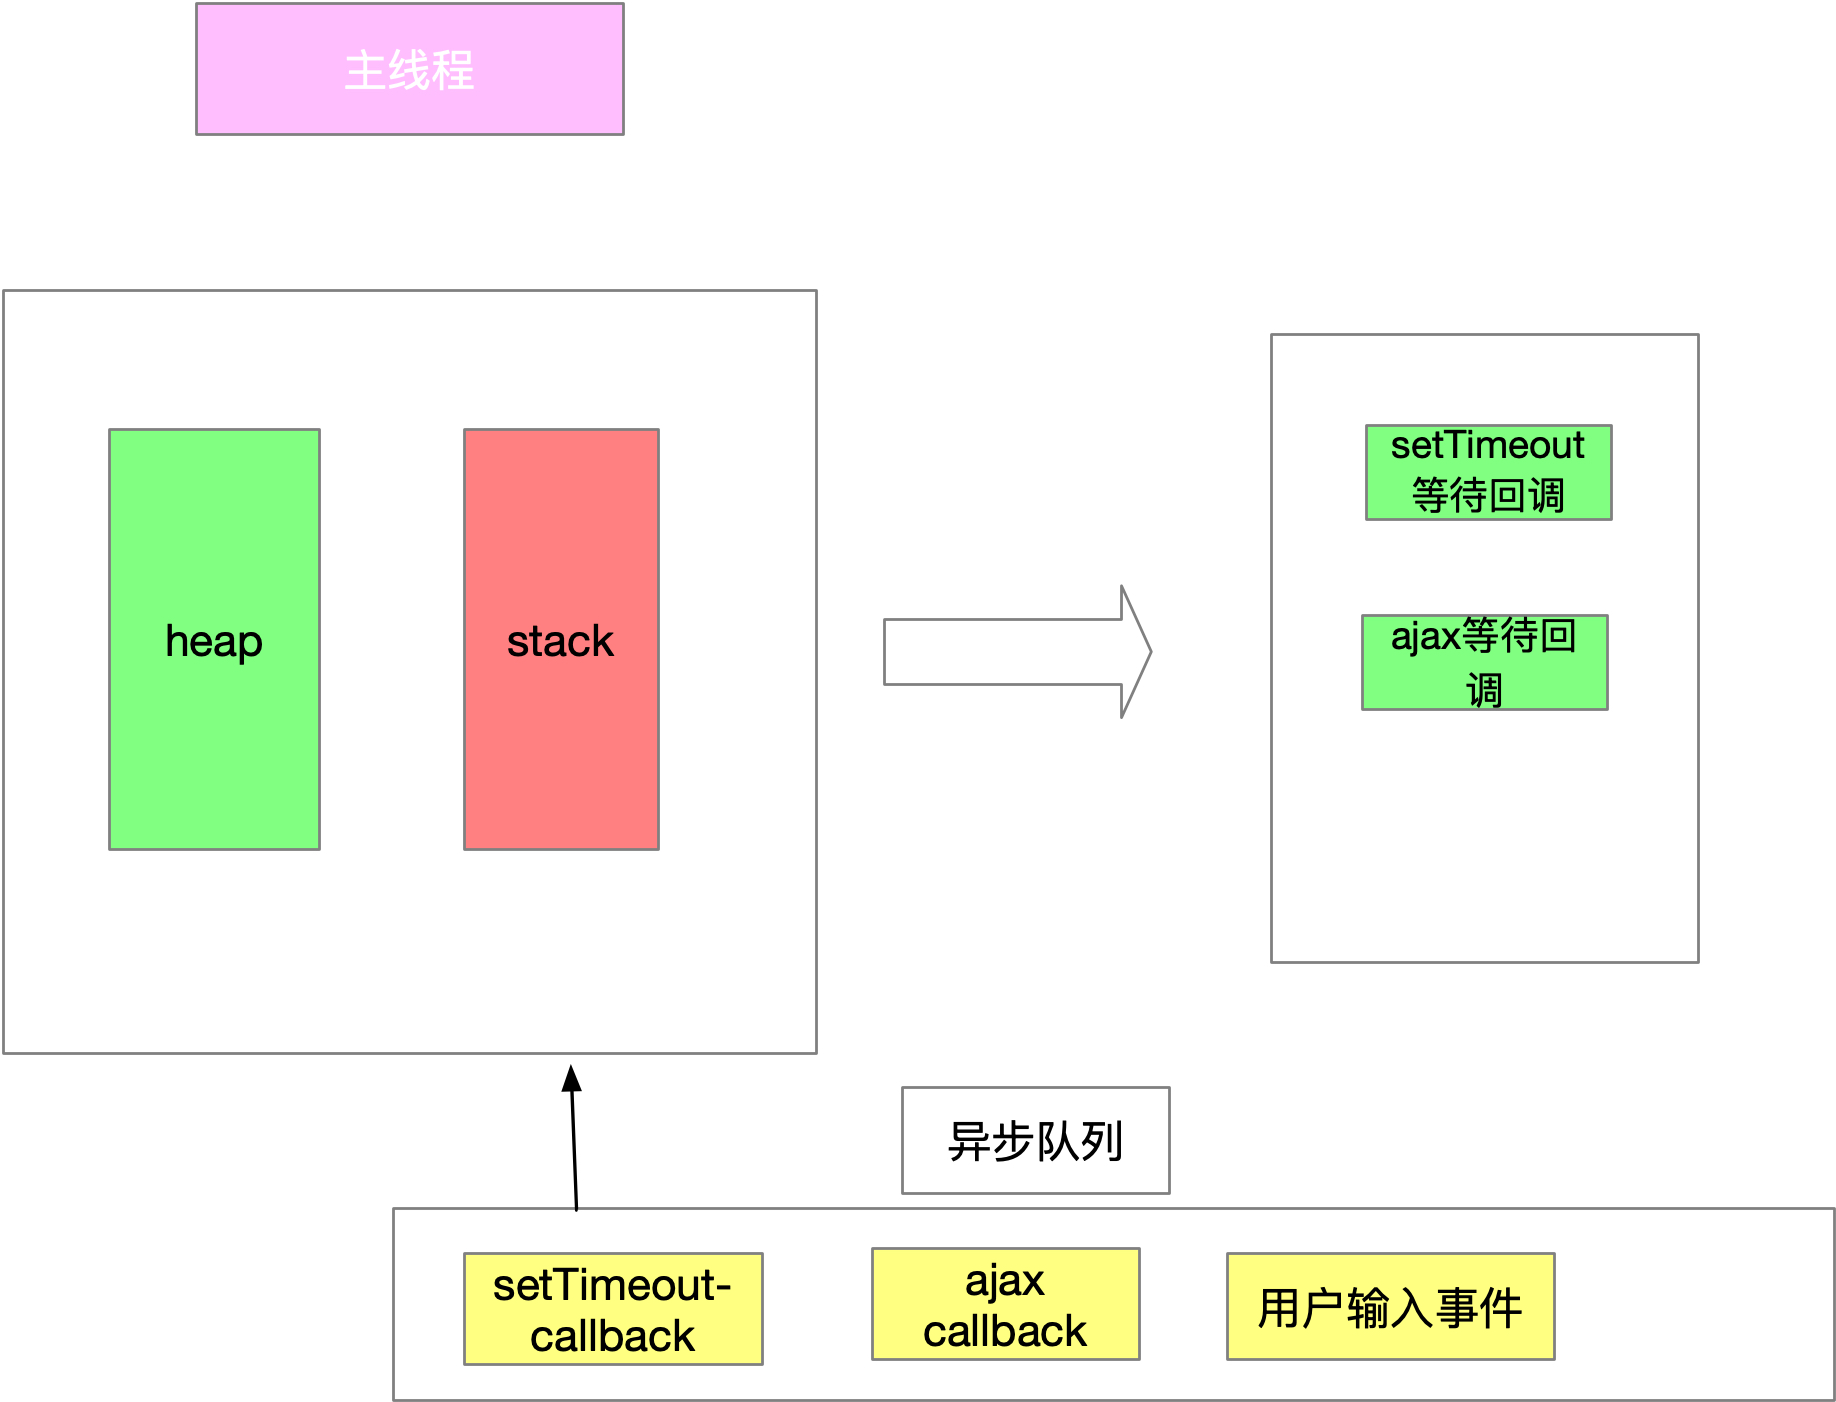 主线程
heap
stack
setTimeout
等待回调
ajax等待回
调
异步队列
setTimeout-
callback
ajax
callback
用户输入事件